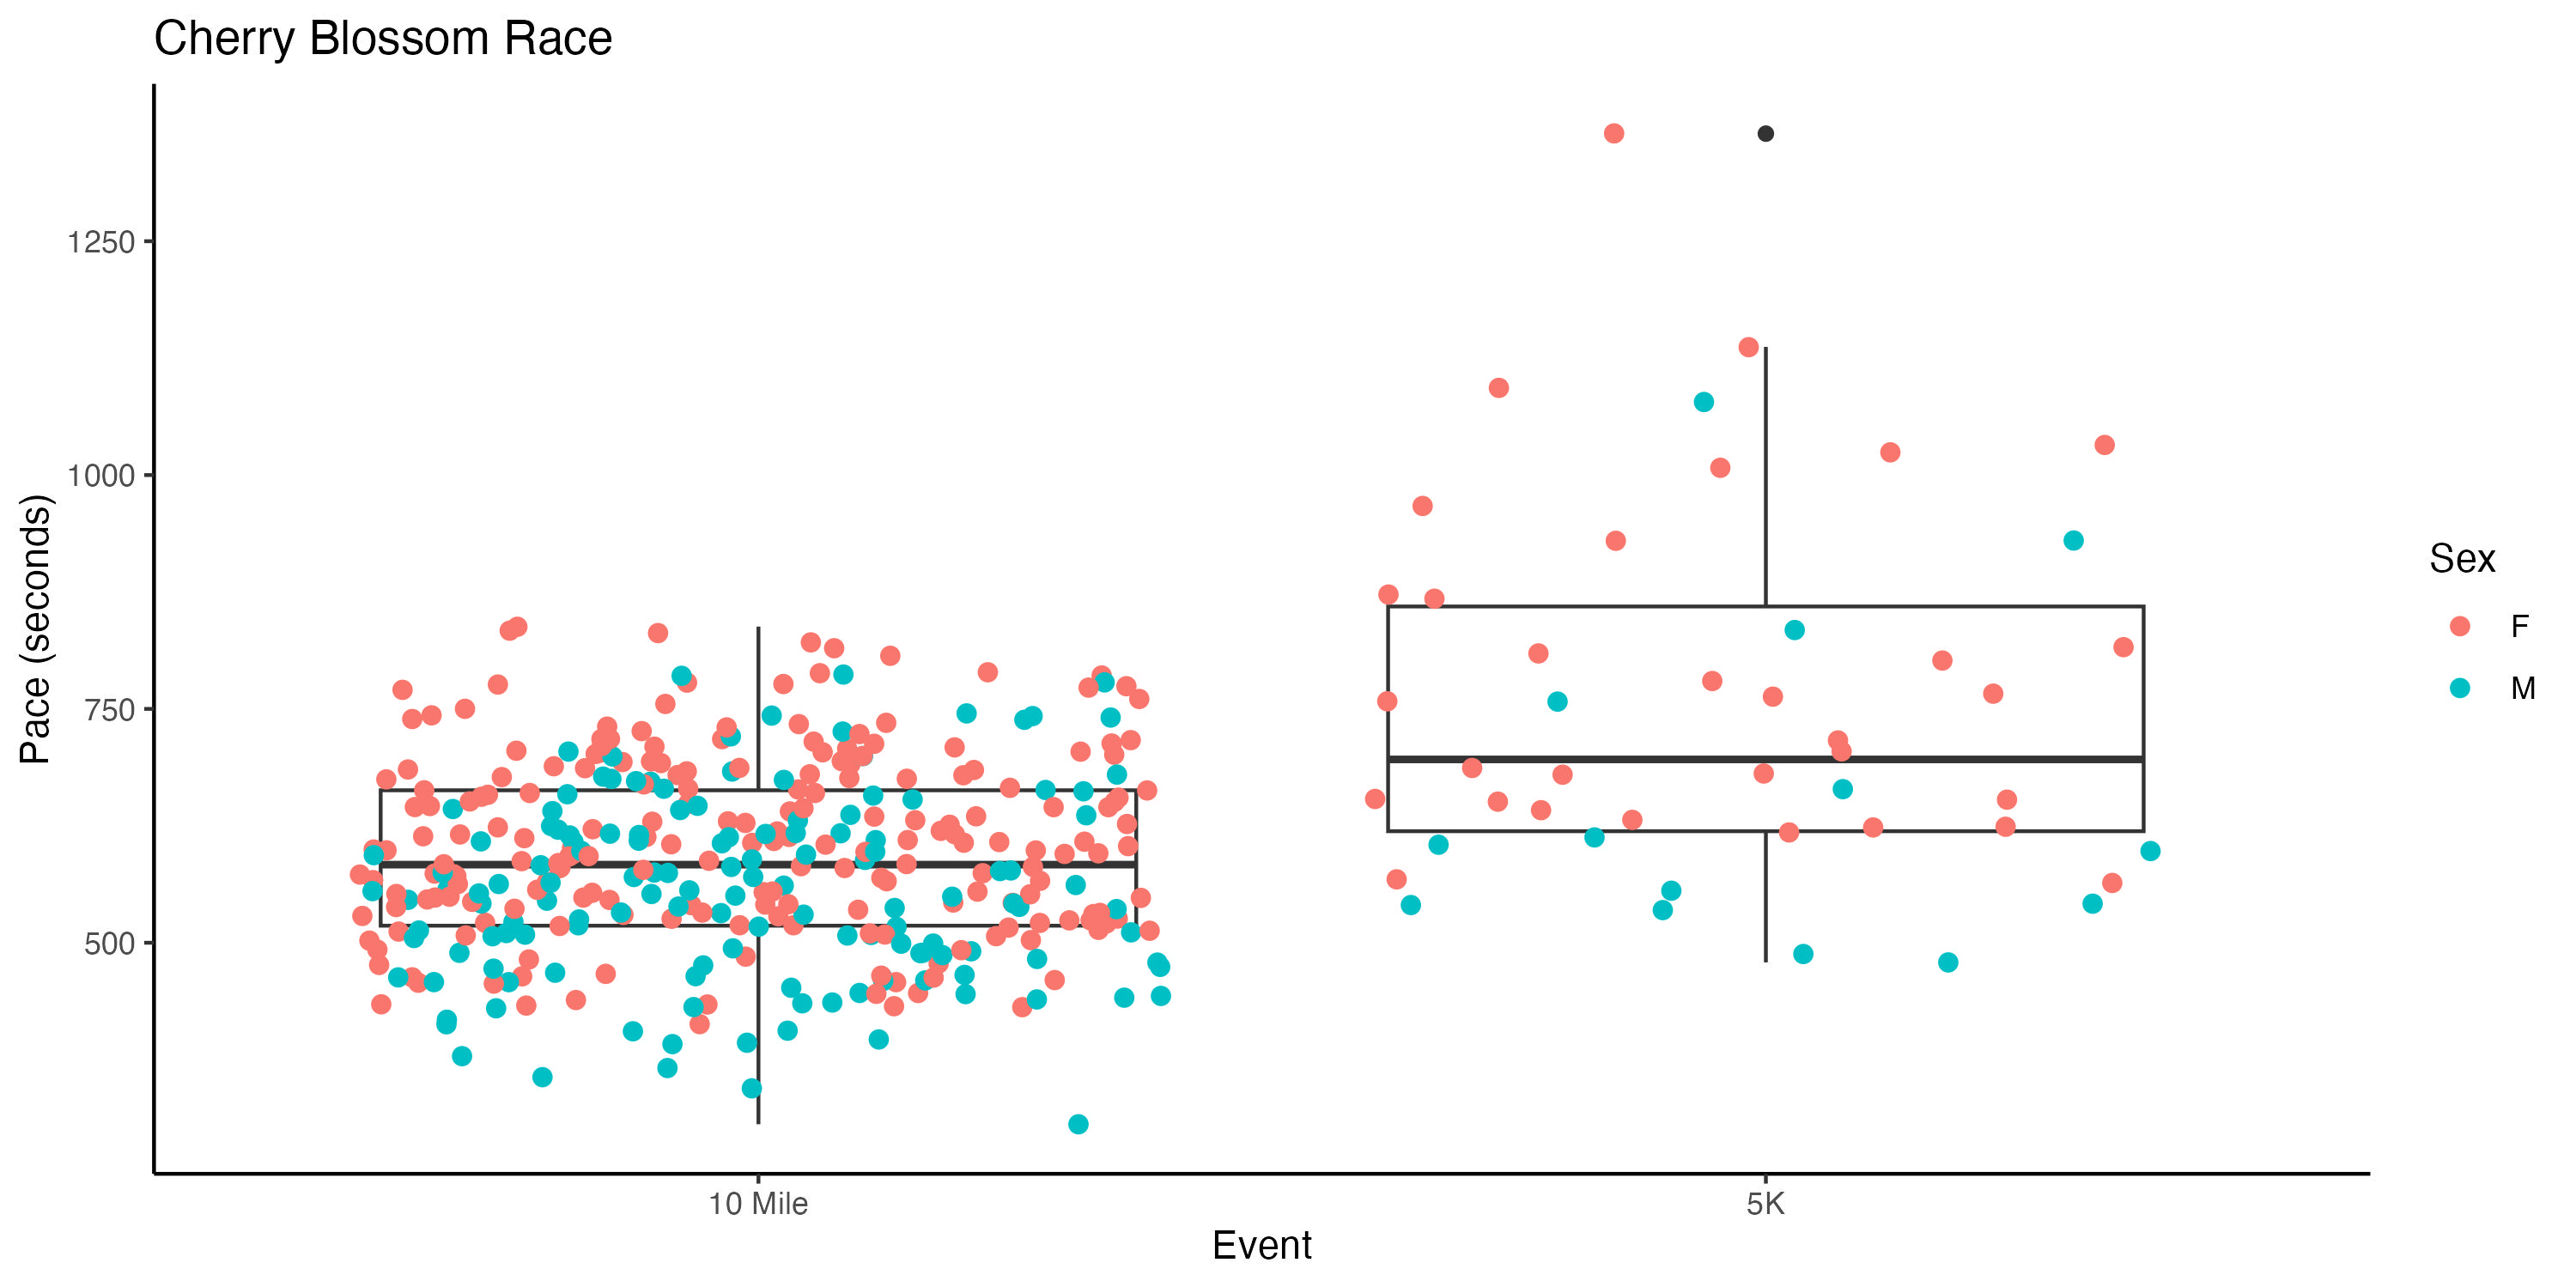 Cherry Blossom Race
1250
1000
750
500
Pace (seconds)
10 Mile
5K
Event
Sex
F
M